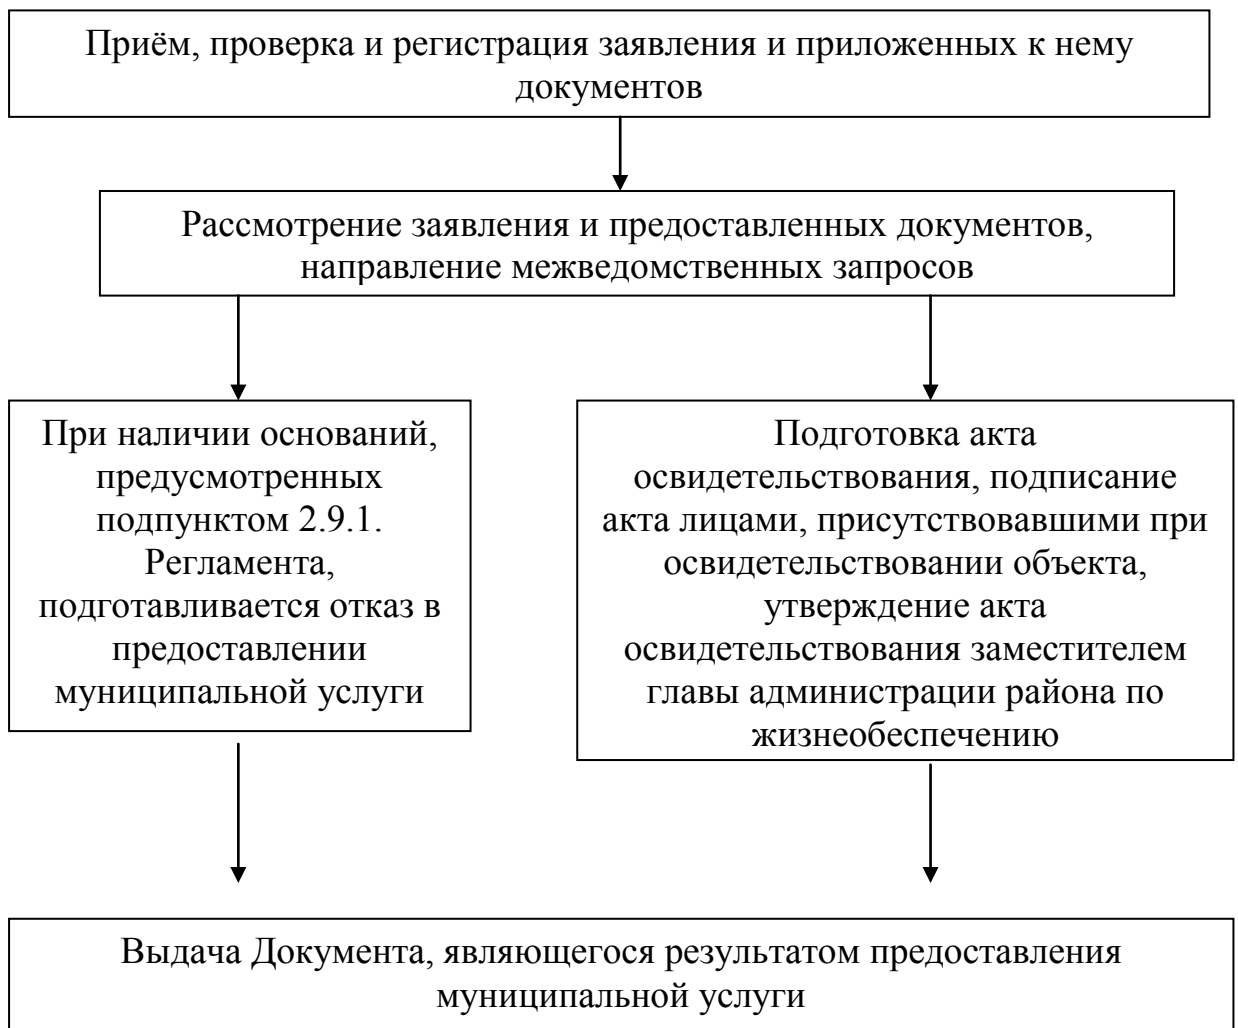 Приём, проверка и регистрация заявления и приложенных к нему
документов
Рассмотрение заявления и предоставленных документов,
направление межведомственных запросов
При наличии оснований,
предусмотренных
подпунктом 2.9.1.
Регламента,
подготавливается отказ в
предоставлении
муниципальной услуги
Подготовка акта
освидетельствования, подписание
акта лицами, присутствовавшими при
освидетельствовании объекта,
утверждение акта
освидетельствования заместителем
главы администрации района по
жизнеобеспечению
Выдача Документа, являющегося результатом предоставления
муниципальной услуги